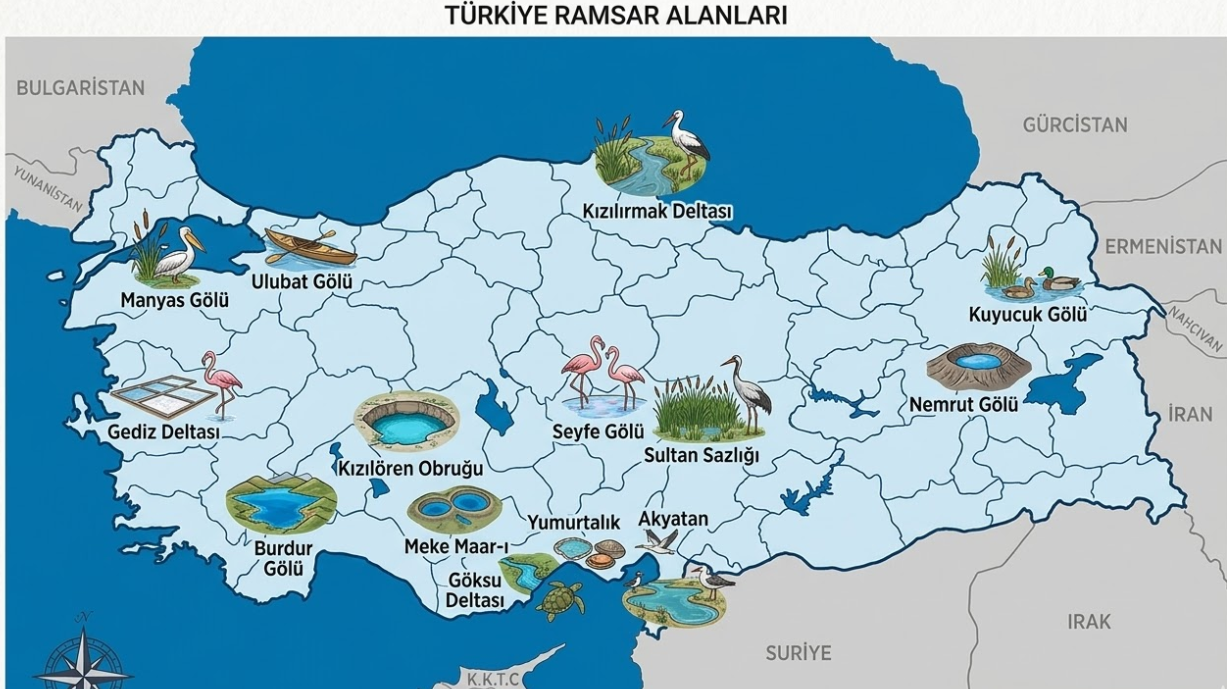 TÜRKİYE RAMSAR ALANLARI
BULGARİSTAN
GÜRCİSTAN
YUNANİSTAN
Kızılırmak Deltası
ERMENİSTAN
Ulubat Gölü
Manyas Gölü
Kuyucuk Gölü
NAHÇIVAN
Nemrut Gölü
İRAN
Gediz Deltası
Seyfe Gölü
Sultan Sazlığı
Kızılören Obruğu
Yumurtalık
Akyatan
Meke Maar-ı
Burdur
Gölü
Göksu
Deltası
N
IRAK
SURİYE
K.K.T.C